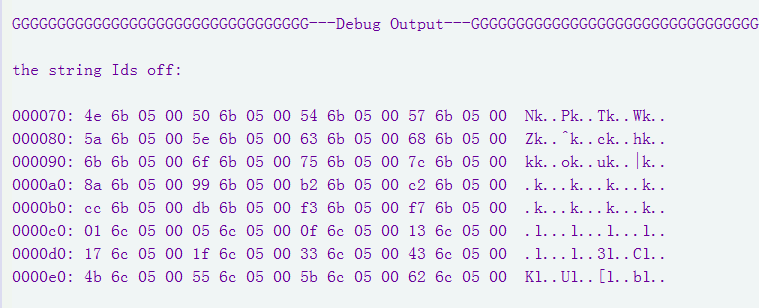 GGGGGGGGGGGGGGGGGGGGGGGGGGGGGGGGG---Debug Output---GGGGGGGGGGGGGGGGGGGGGGGGGGGGGGGG
the string Ids off:
000070: 4e 6b 05 00 50 6b 05 00 54 6b 05 00 57 6b 05 00  Nk..Pk..Tk..Wk..
000080: 5a 6b 05 00 5e 6b 05 00 63 6b 05 00 68 6b 05 00  Zk..^k..ck..hk..
000090: 6b 6b 05 00 6f 6b 05 00 75 6b 05 00 7c 6b 05 00  kk..ok..uk..|k..
0000a0: 8a 6b 05 00 99 6b 05 00 b2 6b 05 00 c2 6b 05 00  .k...k...k...k..
0000b0: cc 6b 05 00 db 6b 05 00 f3 6b 05 00 f7 6b 05 00  .k...k...k...k..
0000c0: 01 6c 05 00 05 6c 05 00 0f 6c 05 00 13 6c 05 00  .l...l...l...l..
0000d0: 17 6c 05 00 1f 6c 05 00 33 6c 05 00 43 6c 05 00  .l...l..3l..Cl..
0000e0: 4b 6c 05 00 55 6c 05 00 5b 6c 05 00 62 6c 05 00  Kl..Ul..[l..bl..